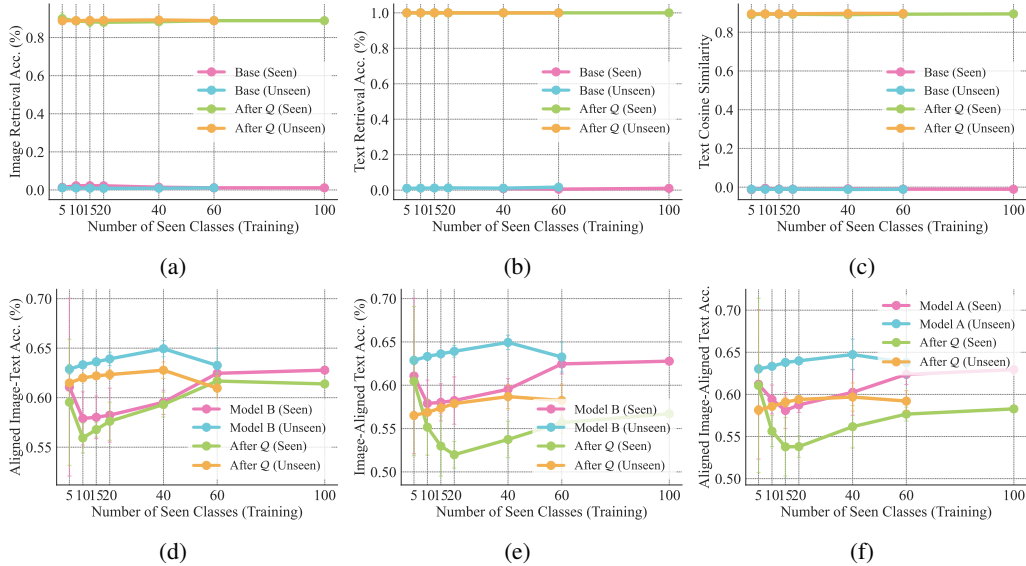 Image Retrieval Acc. (%)
0.8
0.6
0.4
0.2
0.0
Base (Seen)
Base (Unseen)
After Q (Seen)
After Q (Unseen)
5 101520 40 60 100
Number of Seen Classes (Training)
(a)
Text Retrieval Acc. (%)
1.0
0.8
0.6
0.4
0.2
0.0
Base (Seen)
Base (Unseen)
After Q (Seen)
After Q (Unseen)
5 101520 40 60 100
Number of Seen Classes (Training)
(b)
Text Cosine Similarity
0.8
0.6
0.4
0.2
0.0
Base (Seen)
Base (Unseen)
After Q (Seen)
After Q (Unseen)
5 101520 40 60 100
Number of Seen Classes (Training)
(c)
Aligned Image-Text Acc. (%)
0.70
0.65
0.60
0.55
Model B (Seen)
Model B (Unseen)
After Q (Seen)
After Q (Unseen)
5 101520 40 60 100
Number of Seen Classes (Training)
(d)
Image-Aligned Text Acc. (%)
0.70
0.65
0.60
0.55
0.50
Model B (Seen)
Model B (Unseen)
After Q (Seen)
After Q (Unseen)
5 101520 40 60 100
Number of Seen Classes (Training)
(e)
Aligned Image-Aligned Text Acc.
0.70
0.65
0.60
0.55
0.50
Model A (Seen)
Model A (Unseen)
After Q (Seen)
After Q (Unseen)
5 101520 40 60 100
Number of Seen Classes (Training)
(f)